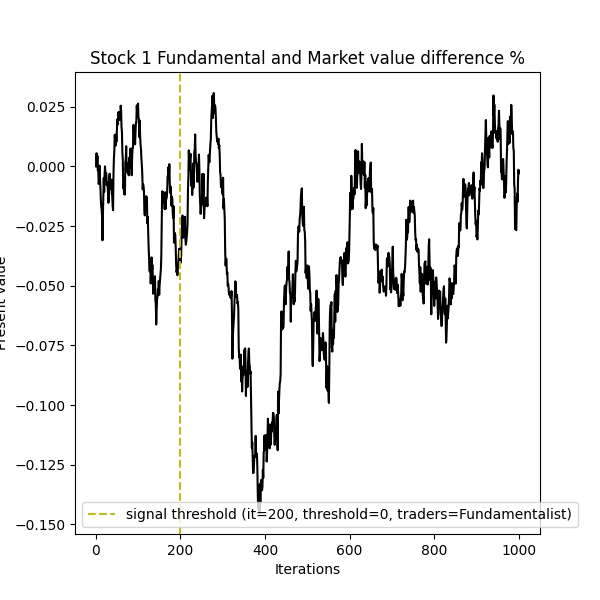 Stock 1 Fundamental and Market value difference %
0.025
0.000
−0.025
−0.050
−0.075
−0.100
−0.125
−0.150
Present value
signal threshold (it=200, threshold=0, traders=Fundamentalist)
0 200 400 600 800 1000
Iterations